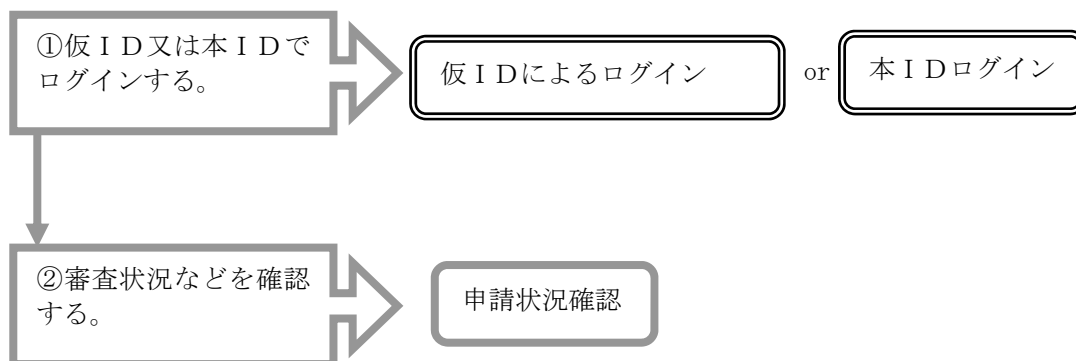 ①仮ＩＤ又は本ＩＤで
ログインする。
仮ＩＤによるログイン
or
本ＩＤログイン
②審査状況などを確認
する。
申請状況確認